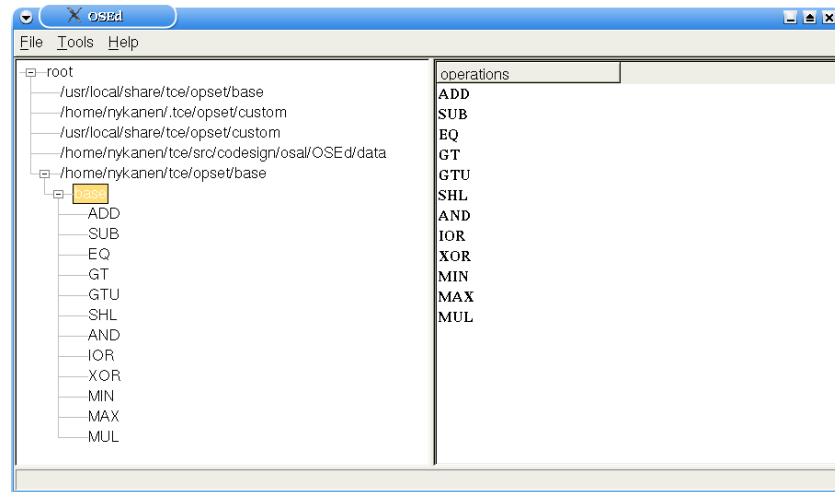 OSEd
File Tools Help
root
/usr/local/share/tce/opset/base
/home/nykanen/.tce/opset/custom
/usr/local/share/tce/opset/custom
/home/nykanen/tce/src/codesign/osal/OSEd/data
/home/nykanen/tce/opset/base
base
ADD
SUB
EQ
GT
GTU
SHL
AND
IOR
XOR
MIN
MAX
MUL
operations
ADD
SUB
EQ
GT
GTU
SHL
AND
IOR
XOR
MIN
MAX
MUL